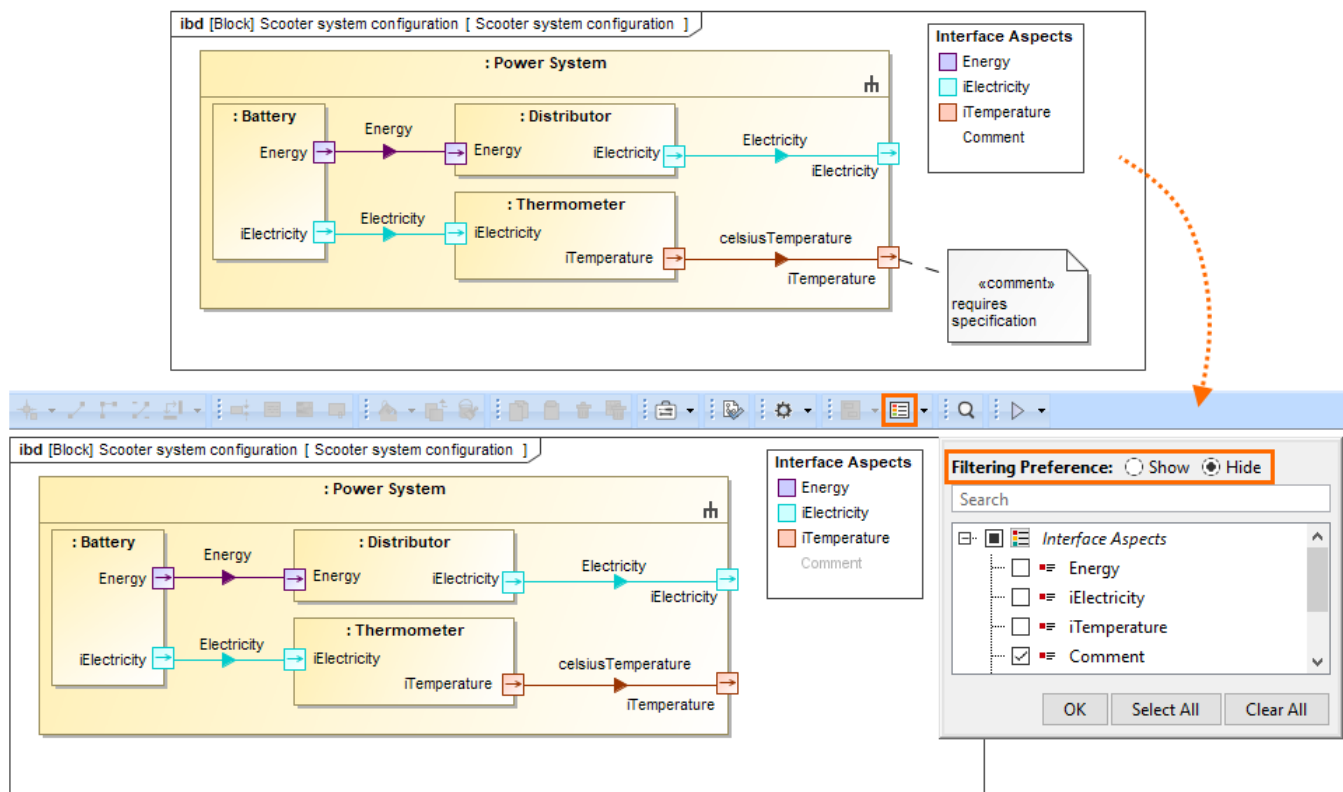 ibd [Block] Scooter system configuration [ Scooter system configuration ]
: Power System
: Battery
Energy
iElectricity
Energy
Electricity
: Distributor
Energy
iElectricity
: Thermometer
iElectricity
iTemperature
Electricity
iElectricity
celsiusTemperature
iTemperature
Interface Aspects
Energy
iElectricity
iTemperature
Comment
«comment»
requires
specification
ibd [Block] Scooter system configuration [ Scooter system configuration ]
: Power System
: Battery
Energy
iElectricity
Energy
Electricity
: Distributor
Energy
iElectricity
: Thermometer
iElectricity
iTemperature
Electricity
iElectricity
celsiusTemperature
iTemperature
Interface Aspects
Energy
iElectricity
iTemperature
Comment
Filtering Preference: Show Hide
Search
Interface Aspects
Energy
iElectricity
iTemperature
Comment
OK Select All Clear All